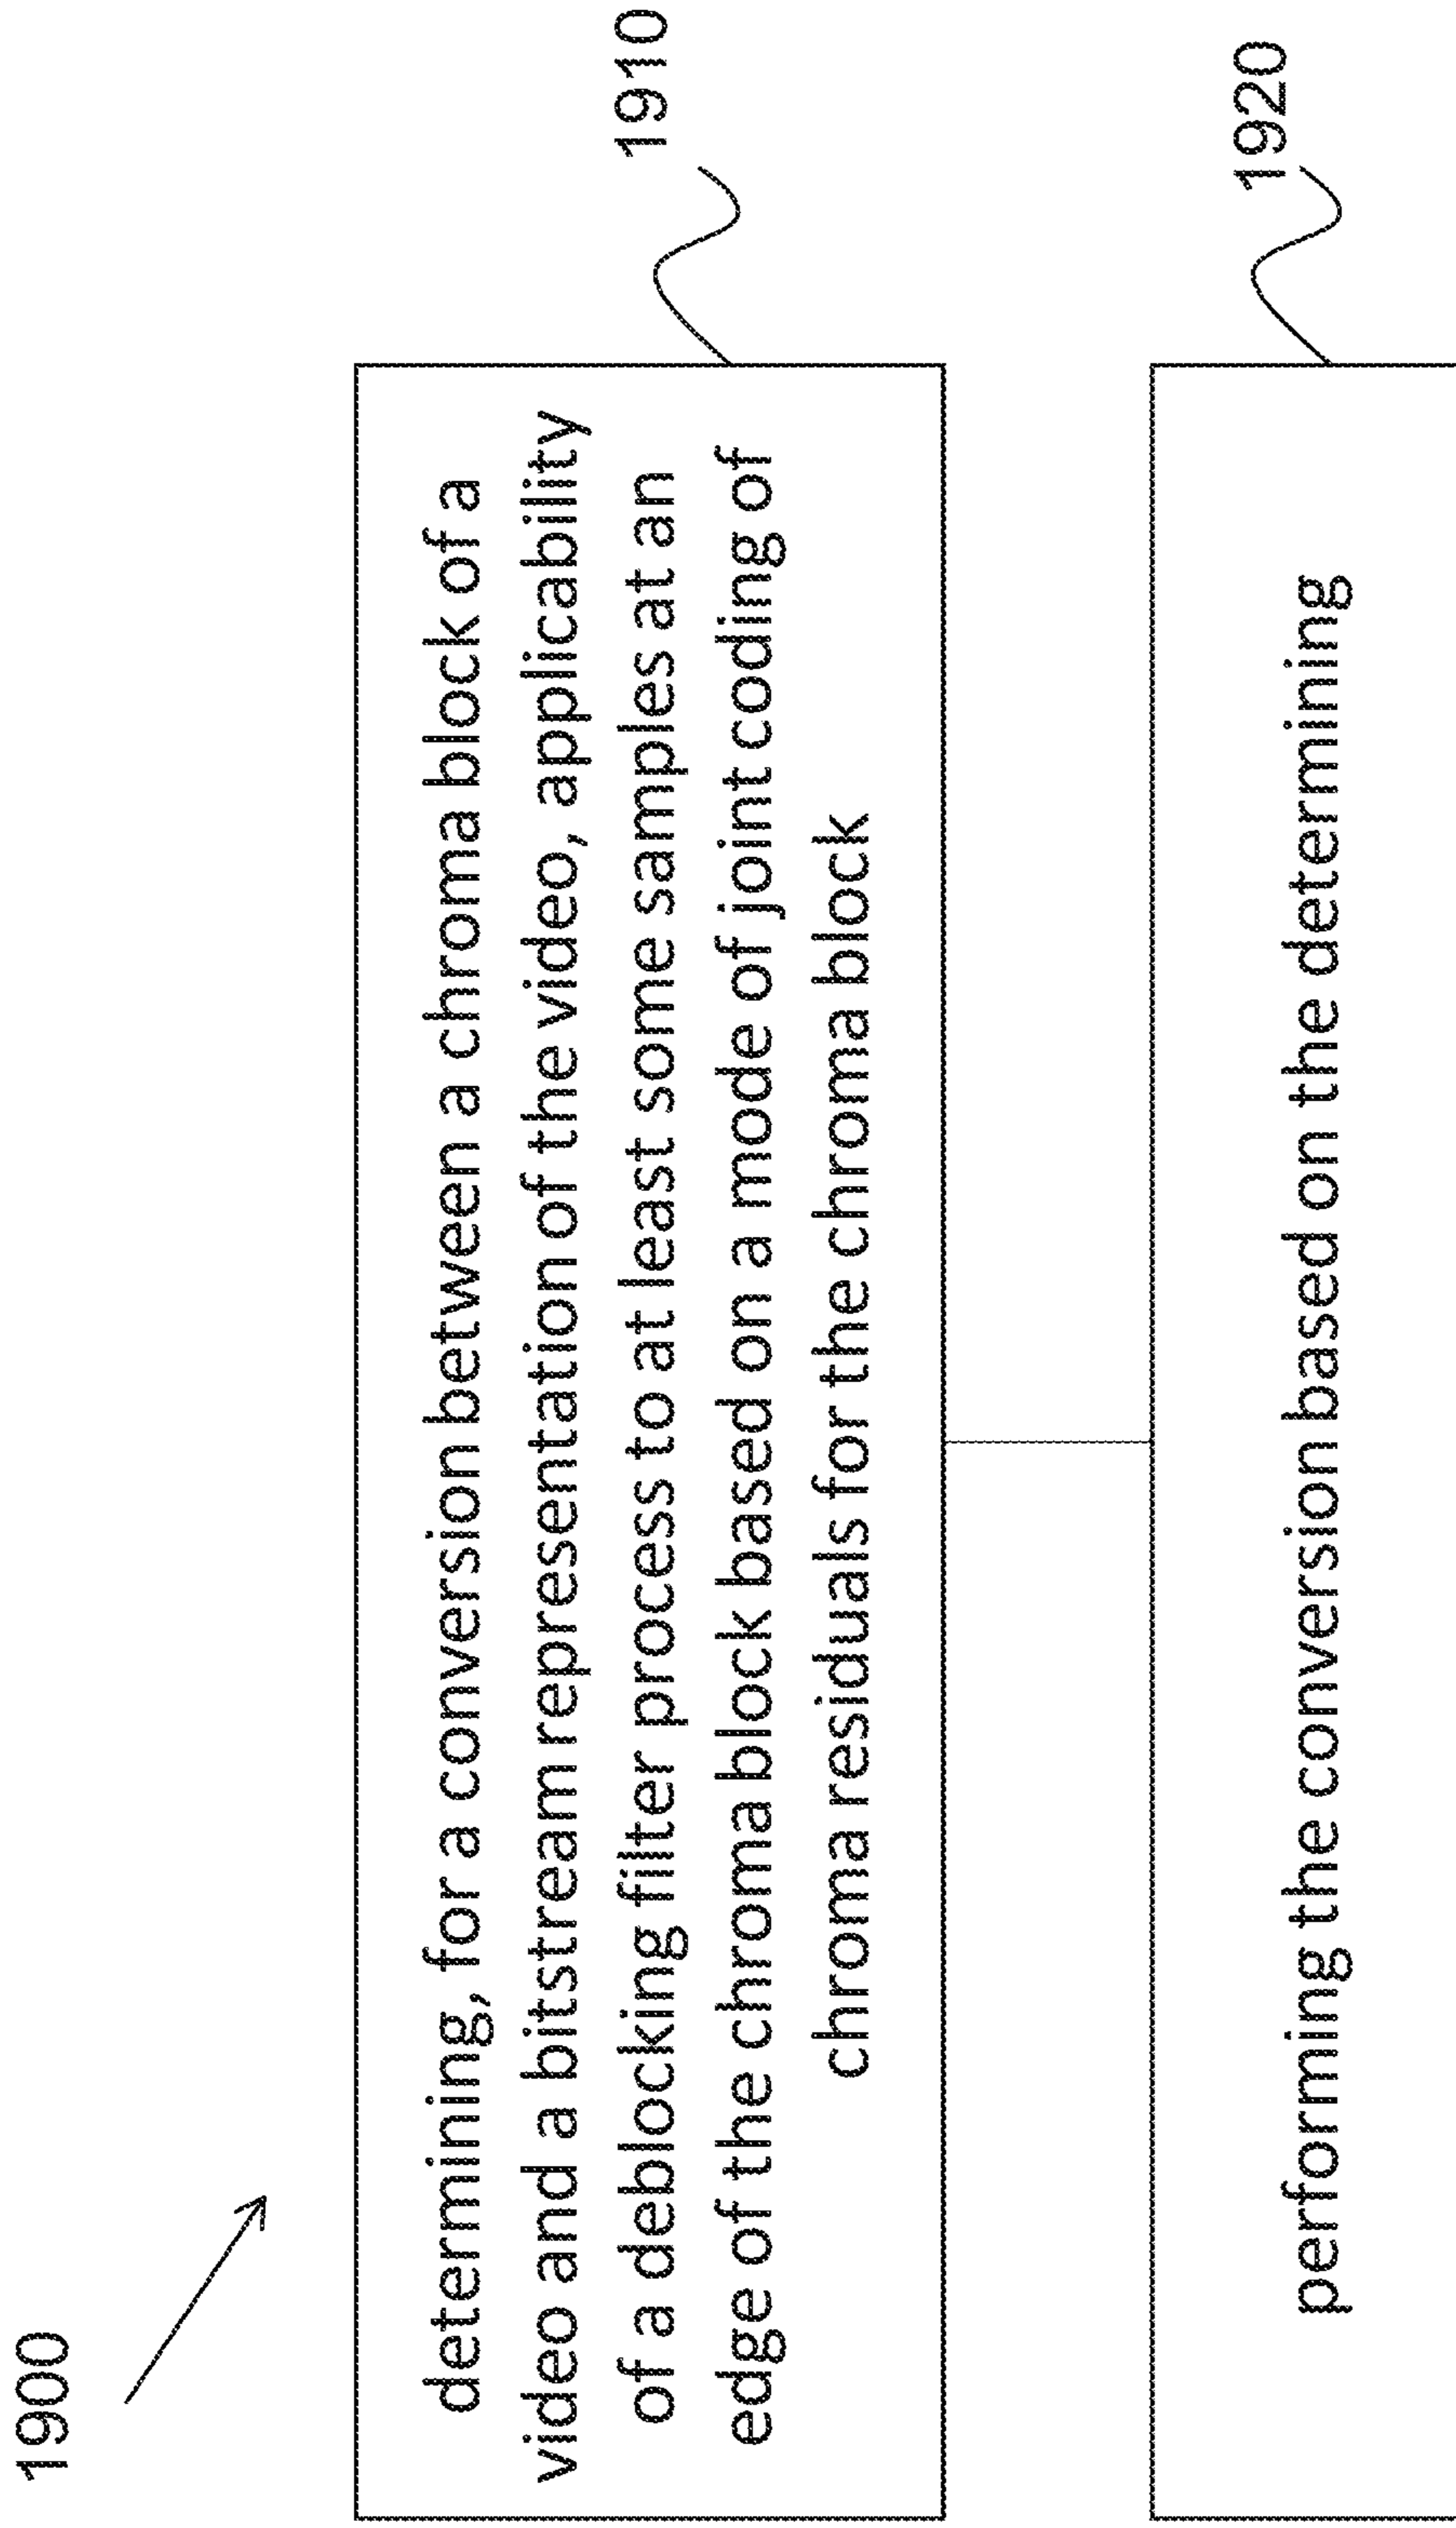 1900
determining, for a conversion between a chroma block of a
video and a bitstream representation of the video, applicability
of a deblocking filter process to at least some samples at an
edge of the chroma block based on a mode of joint coding of
chroma residuals for the chroma block
1910
performing the conversion based on the determining
1920